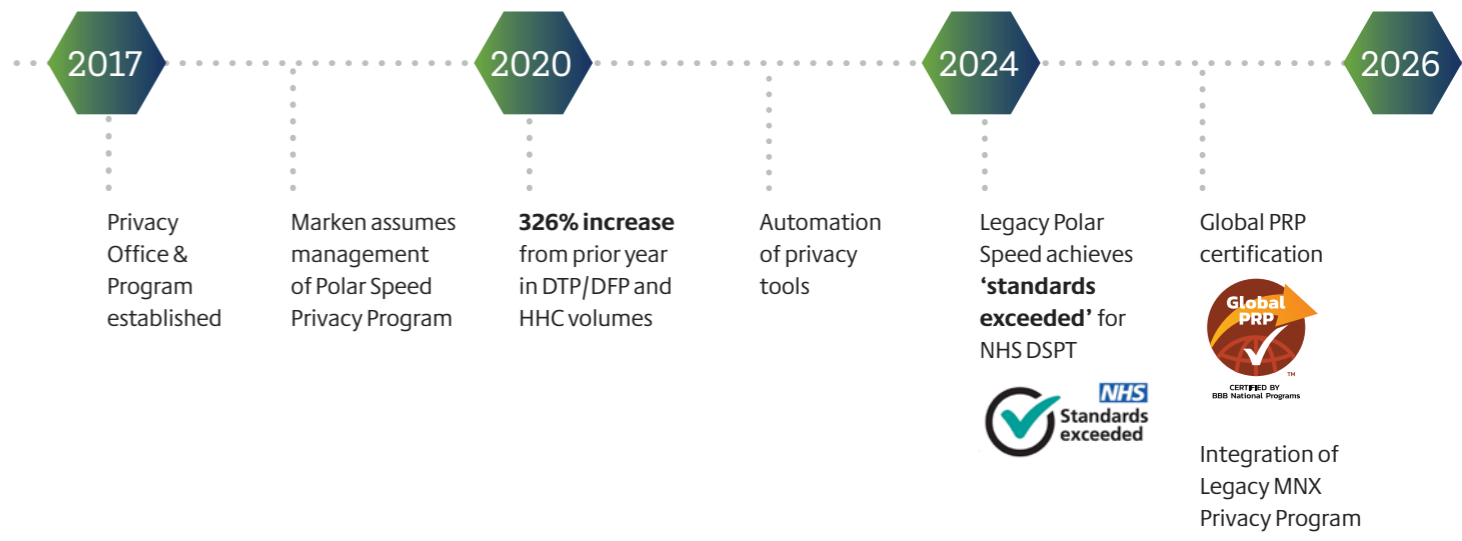 2017
2020
2024
2026
Privacy
Office &
Program
established
Marken assumes
management
of Polar Speed
Privacy Program
326% increase
from prior year
in DTP/DFP and
HHC volumes
Automation
of privacy
tools
Legacy Polar
Speed achieves
‘standards
exceeded’ for
NHS DSPT
NHS
Standards
exceeded
Global PRP
certification
Global
PRP
TM
CERTIFIED BY
BBB National Programs
Integration of
Legacy MNX
Privacy Program